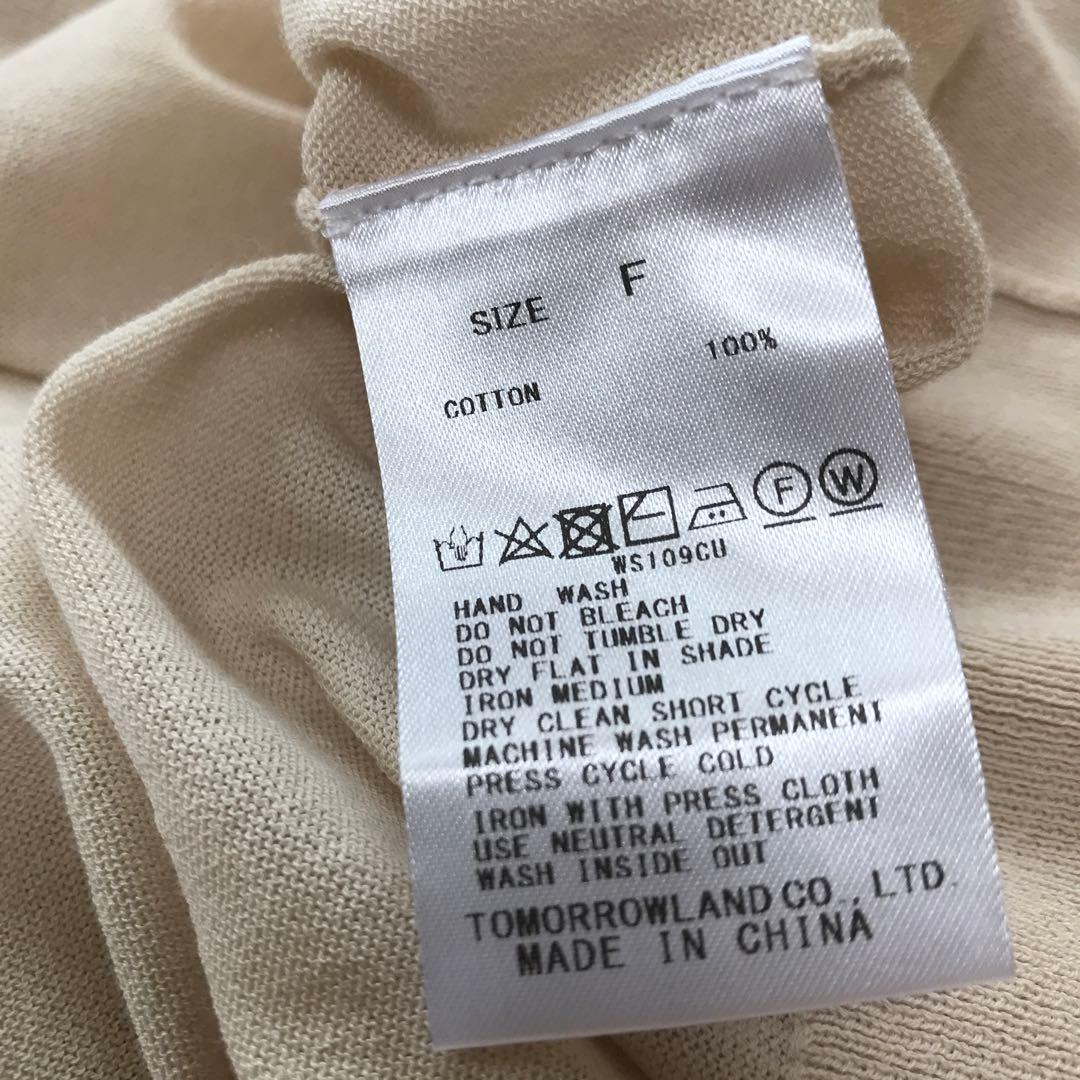 SIZE F
COTTON 100%
F W
WS109CU
HAND WASH
DO NOT BLEACH
DO NOT TUMBLE DRY
DRY FLAT IN SHADE
IRON MEDIUM
DRY CLEAN SHORT CYCLE
MACHINE WASH PERMANENT
PRESS CYCLE COLD
IRON WITH PRESS CLOTH
USE NEUTRAL DETERGENT
WASH INSIDE OUT
TOMORROWLAND CO., LTD.
MADE IN CHINA